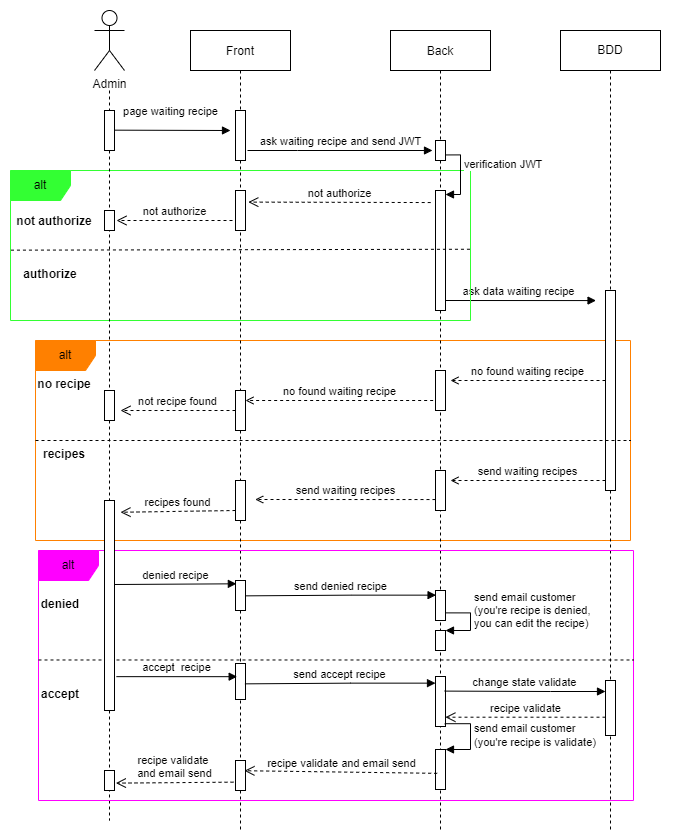 Admin
Front
Back
BDD
page waiting recipe
ask waiting recipe and send JWT
verification JWT
alt
not authorize
not authorize
not authorize
authorize
ask data waiting recipe
alt
no found waiting recipe
no recipe
no found waiting recipe
not recipe found
recipes
send waiting recipes
send waiting recipes
recipes found
alt
denied recipe
send denied recipe
send email customer
(you're recipe is denied,
you can edit the recipe)
denied
accept recipe
send accept recipe
change state validate
accept
recipe validate
send email customer
(you're recipe is validate)
recipe validate
and email send
recipe validate and email send